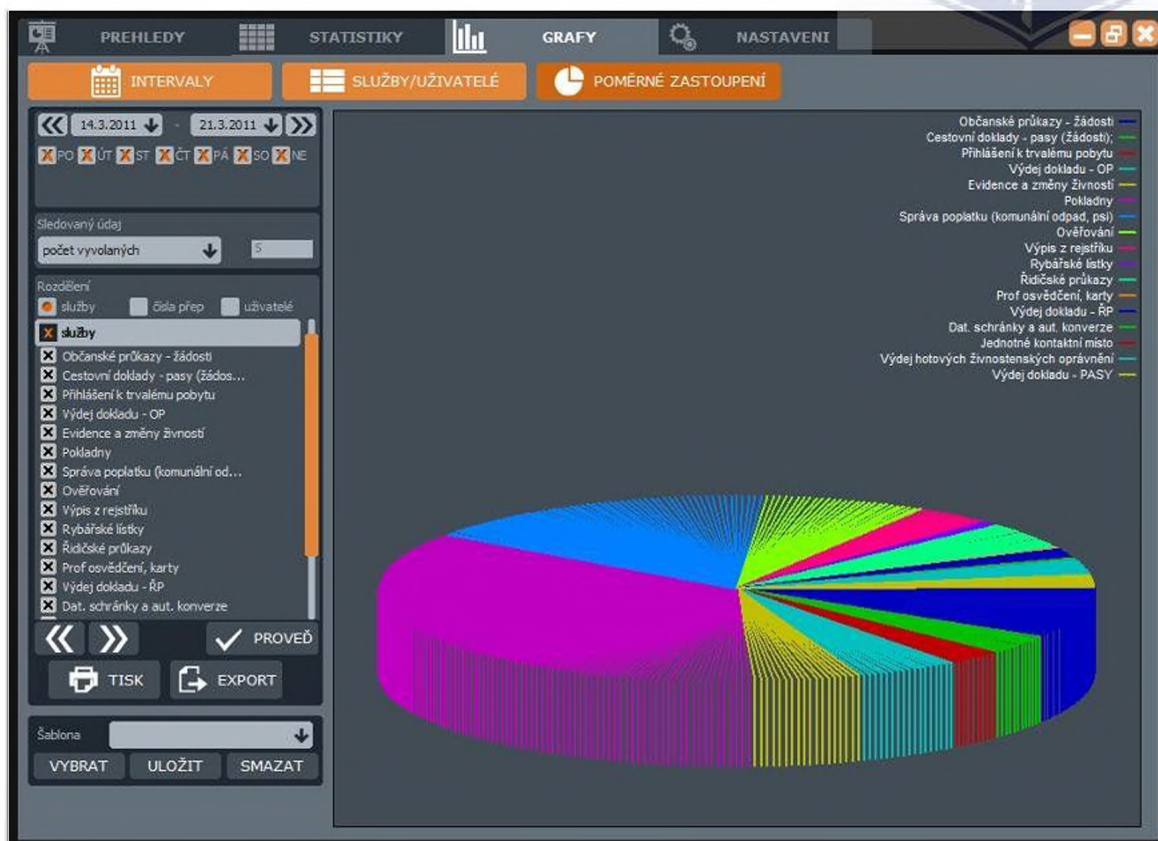 PREHLEDY STATISTIKY GRAFY NASTAVENI
INTERVALY SLUŽBY/UŽIVATELÉ POMĚRNÉ ZASTOUPENÍ
14.3.2011 - 21.3.2011
PO ÚT ST ČT PÁ SO NE
Sledovaný údaj
počet vyvolaných 5
Rozdělení
služby čísla přep uživatelé
služby
Občanské průkazy - žádosti
Cestovní doklady - pasy (žádos...
Přihlášení k trvalému pobytu
Výdej dokladu - OP
Evidence a změny živností
Pokladny
Správa poplatku (komunální od...
Ověřování
Výpis z rejstříku
Rybářské lístky
Řidičské průkazy
Prof osvědčení, karty
Výdej dokladu - ŘP
Dat. schránky a aut. konverze
PROVEĎ
TISK EXPORT
Šablona
VYBRAT ULOŽIT SMAZAT
Občanské průkazy - žádosti
Cestovní doklady - pasy (žádosti);
Přihlášení k trvalému pobytu
Výdej dokladu - OP
Evidence a změny živností
Pokladny
Správa poplatku (komunální odpad, psi)
Ověřování
Výpis z rejstříku
Rybářské lístky
Řidičské průkazy
Prof osvědčení, karty
Výdej dokladu - ŘP
Dat. schránky a aut. konverze
Jednotné kontaktní místo
Výdej hotových živnostenských oprávnění
Výdej dokladu - PASY